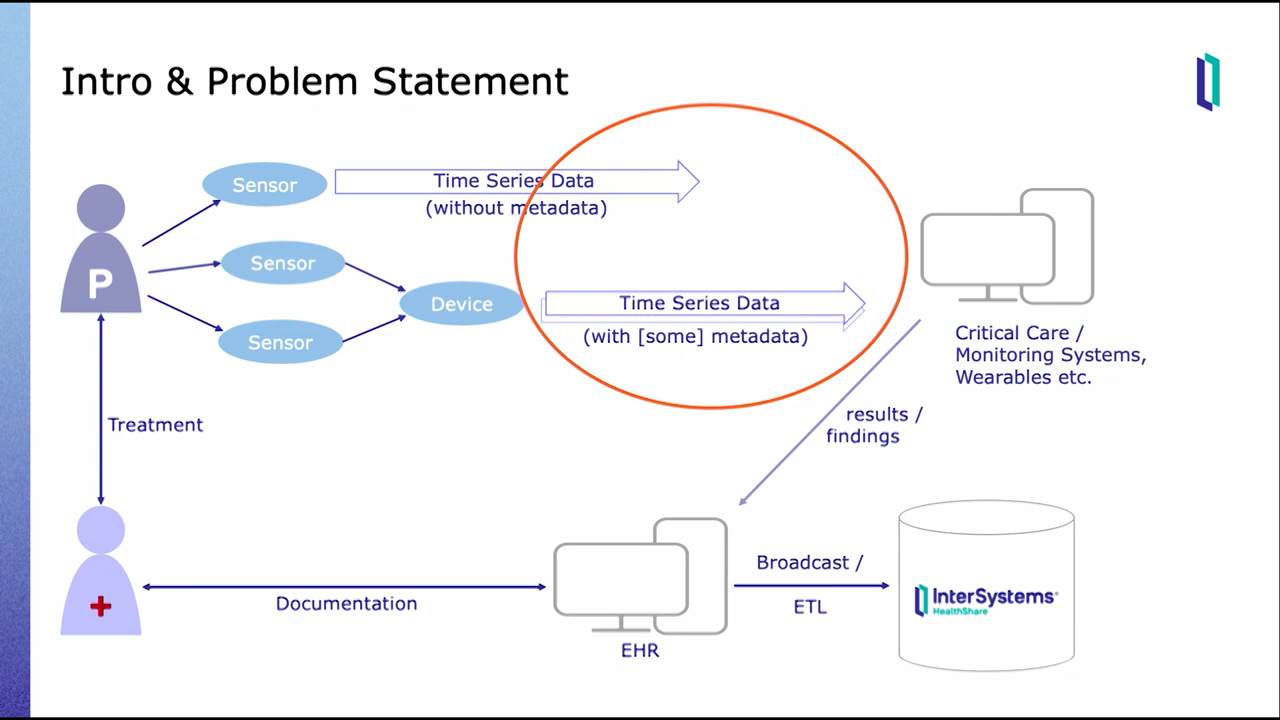 Intro & Problem Statement
Sensor
Time Series Data
(without metadata)
P
Sensor
Device
Time Series Data
(with [some] metadata)
Sensor
Critical Care /
Monitoring Systems,
Wearables etc.
Treatment
results /
findings
Documentation
EHR
Broadcast /
ETL
InterSystems®
HealthShare